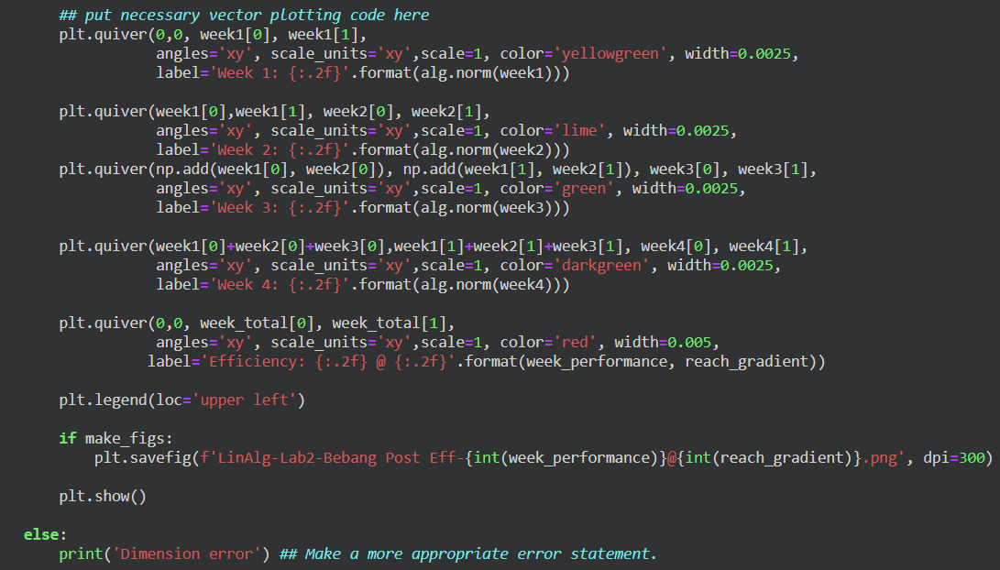 ## put necessary vector plotting code here
plt.quiver(0,0, week1[0], week1[1],
angles='xy', scale_units='xy',scale=1, color='yellowgreen', width=0.0025,
label='Week 1: {:.2f}'.format(alg.norm(week1)))
plt.quiver(week1[0],week1[1], week2[0], week2[1],
angles='xy', scale_units='xy',scale=1, color='lime', width=0.0025,
label='Week 2: {:.2f}'.format(alg.norm(week2)))
plt.quiver(np.add(week1[0], week2[0]), np.add(week1[1], week2[1]), week3[0], week3[1],
angles='xy', scale_units='xy',scale=1, color='green', width=0.0025,
label='Week 3: {:.2f}'.format(alg.norm(week3)))
plt.quiver(week1[0]+week2[0]+week3[0],week1[1]+week2[1]+week3[1], week4[0], week4[1],
angles='xy', scale_units='xy',scale=1, color='darkgreen', width=0.0025,
label='Week 4: {:.2f}'.format(alg.norm(week4)))
plt.quiver(0,0, week_total[0], week_total[1],
angles='xy', scale_units='xy',scale=1, color='red', width=0.005,
label='Efficiency: {:.2f} @ {:.2f}'.format(week_performance, reach_gradient))
plt.legend(loc='upper left')
if make_figs:
plt.savefig(f'LinAlg-Lab2-Bebang Post Eff-{int(week_performance)}@{int(reach_gradient)}.png', dpi=300)
plt.show()
else:
print('Dimension error') ## Make a more appropriate error statement.